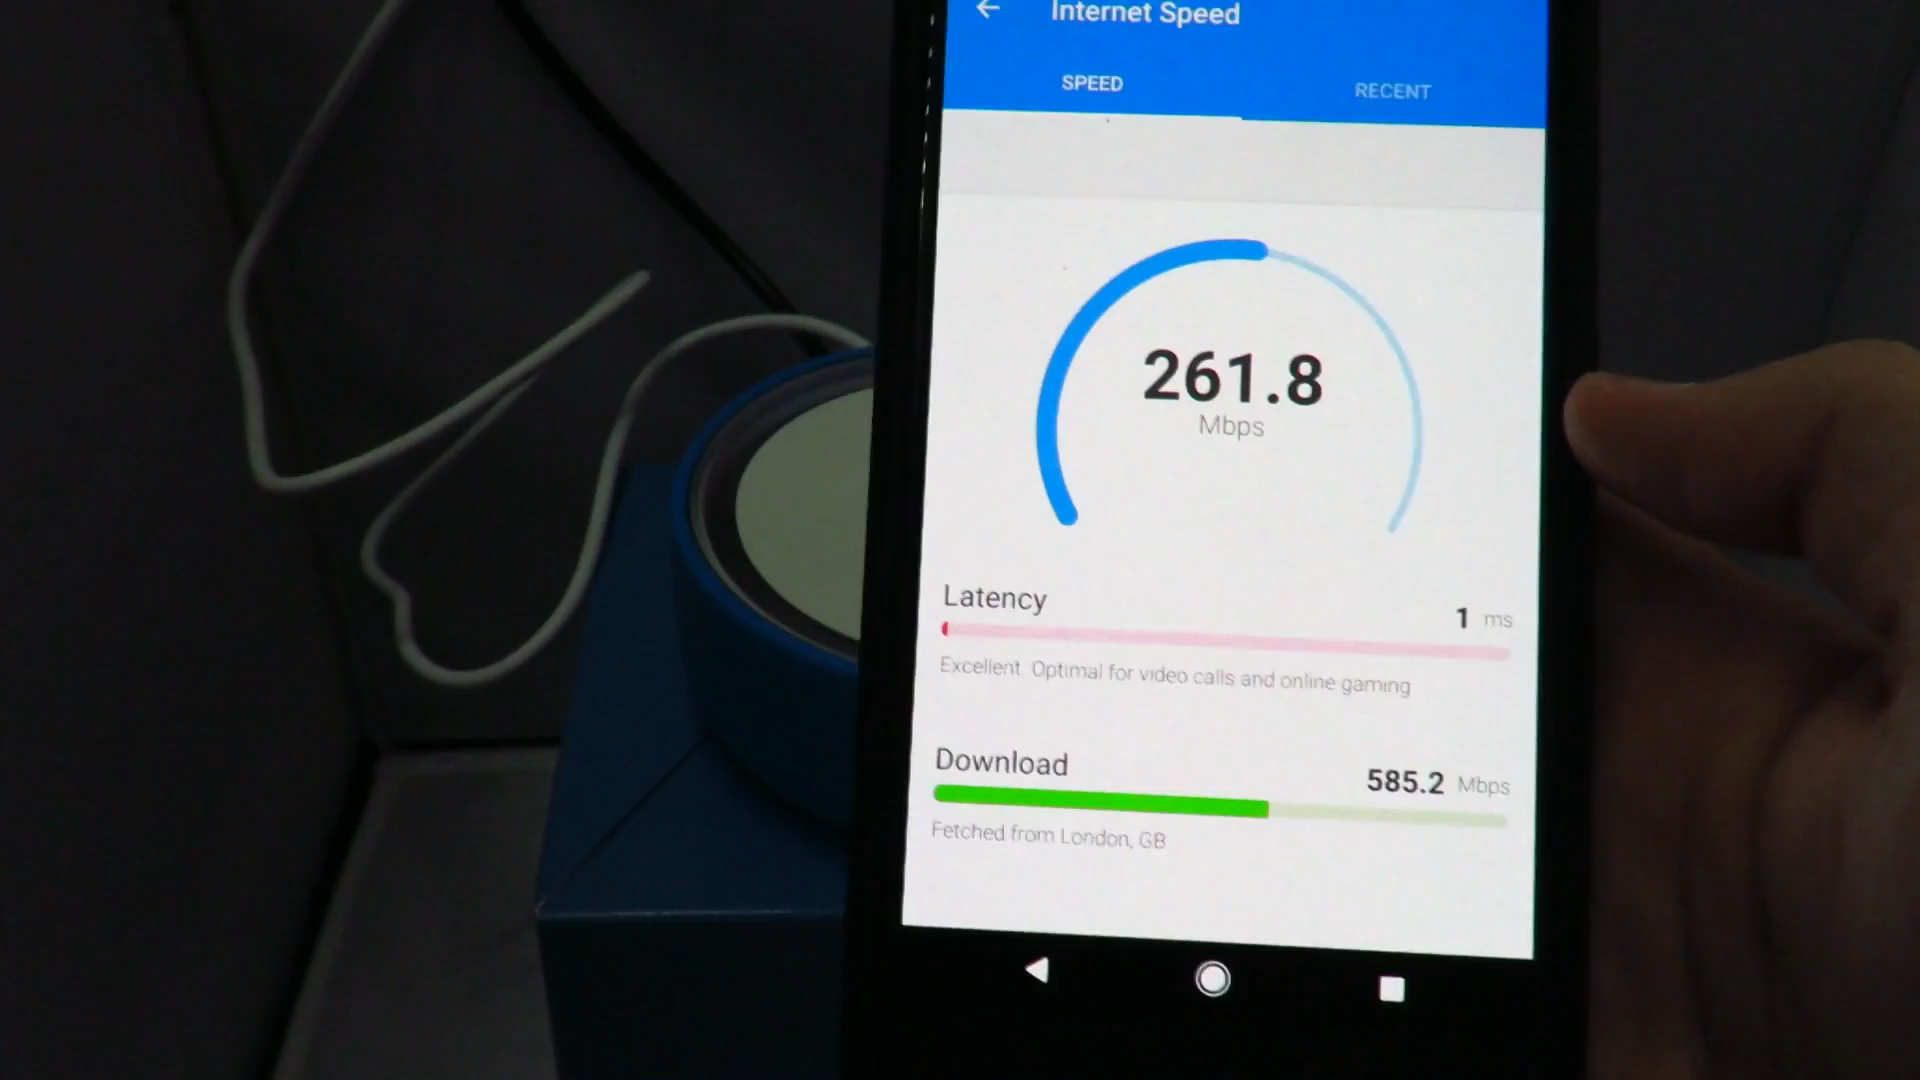 Internet Speed
SPEED
RECENT
261.8
Mbps
Latency
1 ms
Excellent. Optimal for video calls and online gaming
Download
585.2 Mbps
Fetched from London, GB